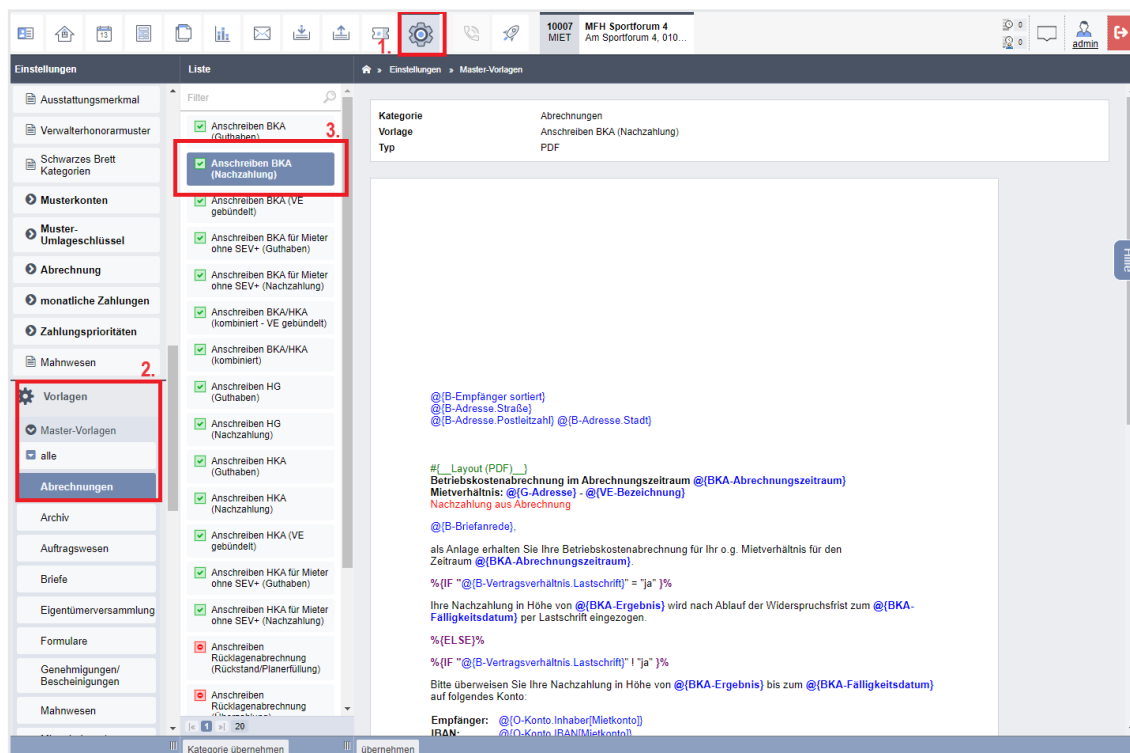 13
1.
10007
MIET
MFH Sportforum 4
Am Sportforum 4, 010...
0
0
admin
Einstellungen
Liste
» Einstellungen » Master-Vorlagen
Ausstattungsmerkmal
Verwalterhonorarmuster
Schwarzes Brett
Kategorien
Musterkonten
Muster-
Umlageschlüssel
Abrechnung
monatliche Zahlungen
Zahlungsprioritäten
Mahnwesen
2.
Vorlagen
Master-Vorlagen
alle
Abrechnungen
Archiv
Auftragswesen
Briefe
Eigentümerversammlung
Formulare
Genehmigungen/
Bescheinigungen
Mahnwesen
Filter
Anschreiben BKA
(Guthaben)
3.
Anschreiben BKA
(Nachzahlung)
Anschreiben BKA (VE
gebündelt)
Anschreiben BKA für Mieter
ohne SEV+ (Guthaben)
Anschreiben BKA für Mieter
ohne SEV+ (Nachzahlung)
Anschreiben BKA/HKA
(kombiniert - VE gebündelt)
Anschreiben BKA/HKA
(kombiniert)
Anschreiben HG
(Guthaben)
Anschreiben HG
(Nachzahlung)
Anschreiben HKA
(Guthaben)
Anschreiben HKA
(Nachzahlung)
Anschreiben HKA (VE
gebündelt)
Anschreiben HKA für Mieter
ohne SEV+ (Guthaben)
Anschreiben HKA für Mieter
ohne SEV+ (Nachzahlung)
Anschreiben
Rücklagenabrechnung
(Rückstand/Planerfüllung)
Anschreiben
Rücklagenabrechnung
1
20
Kategorie übernehmen
Kategorie Abrechnungen
Vorlage Anschreiben BKA (Nachzahlung)
Typ PDF
Hilfe
@{B-Empfänger sortiert}
@{B-Adresse.Straße}
@{B-Adresse.Postleitzahl} @{B-Adresse.Stadt}
#{__Layout (PDF)__}
Betriebskostenabrechnung im Abrechnungszeitraum @{BKA-Abrechnungszeitraum}
Mietverhältnis: @{G-Adresse} - @{VE-Bezeichnung}
Nachzahlung aus Abrechnung
@{B-Briefanrede},
als Anlage erhalten Sie Ihre Betriebskostenabrechnung für Ihr o.g. Mietverhältnis für den
Zeitraum @{BKA-Abrechnungszeitraum}.
%{IF "@{B-Vertragsverhältnis.Lastschrift}" = "ja" }%
Ihre Nachzahlung in Höhe von @{BKA-Ergebnis} wird nach Ablauf der Widerspruchsfrist zum @{BKA-
Fälligkeitsdatum} per Lastschrift eingezogen.
%{ELSE}%
%{IF "@{B-Vertragsverhältnis.Lastschrift}" ! "ja" }%
Bitte überweisen Sie Ihre Nachzahlung in Höhe von @{BKA-Ergebnis} bis zum @{BKA-Fälligkeitsdatum}
auf folgendes Konto:
Empfänger: @{O-Konto.Inhaber[Mietkonto]}
IBAN: @{O-Konto.IBAN[Mietkonto]}
übernehmen